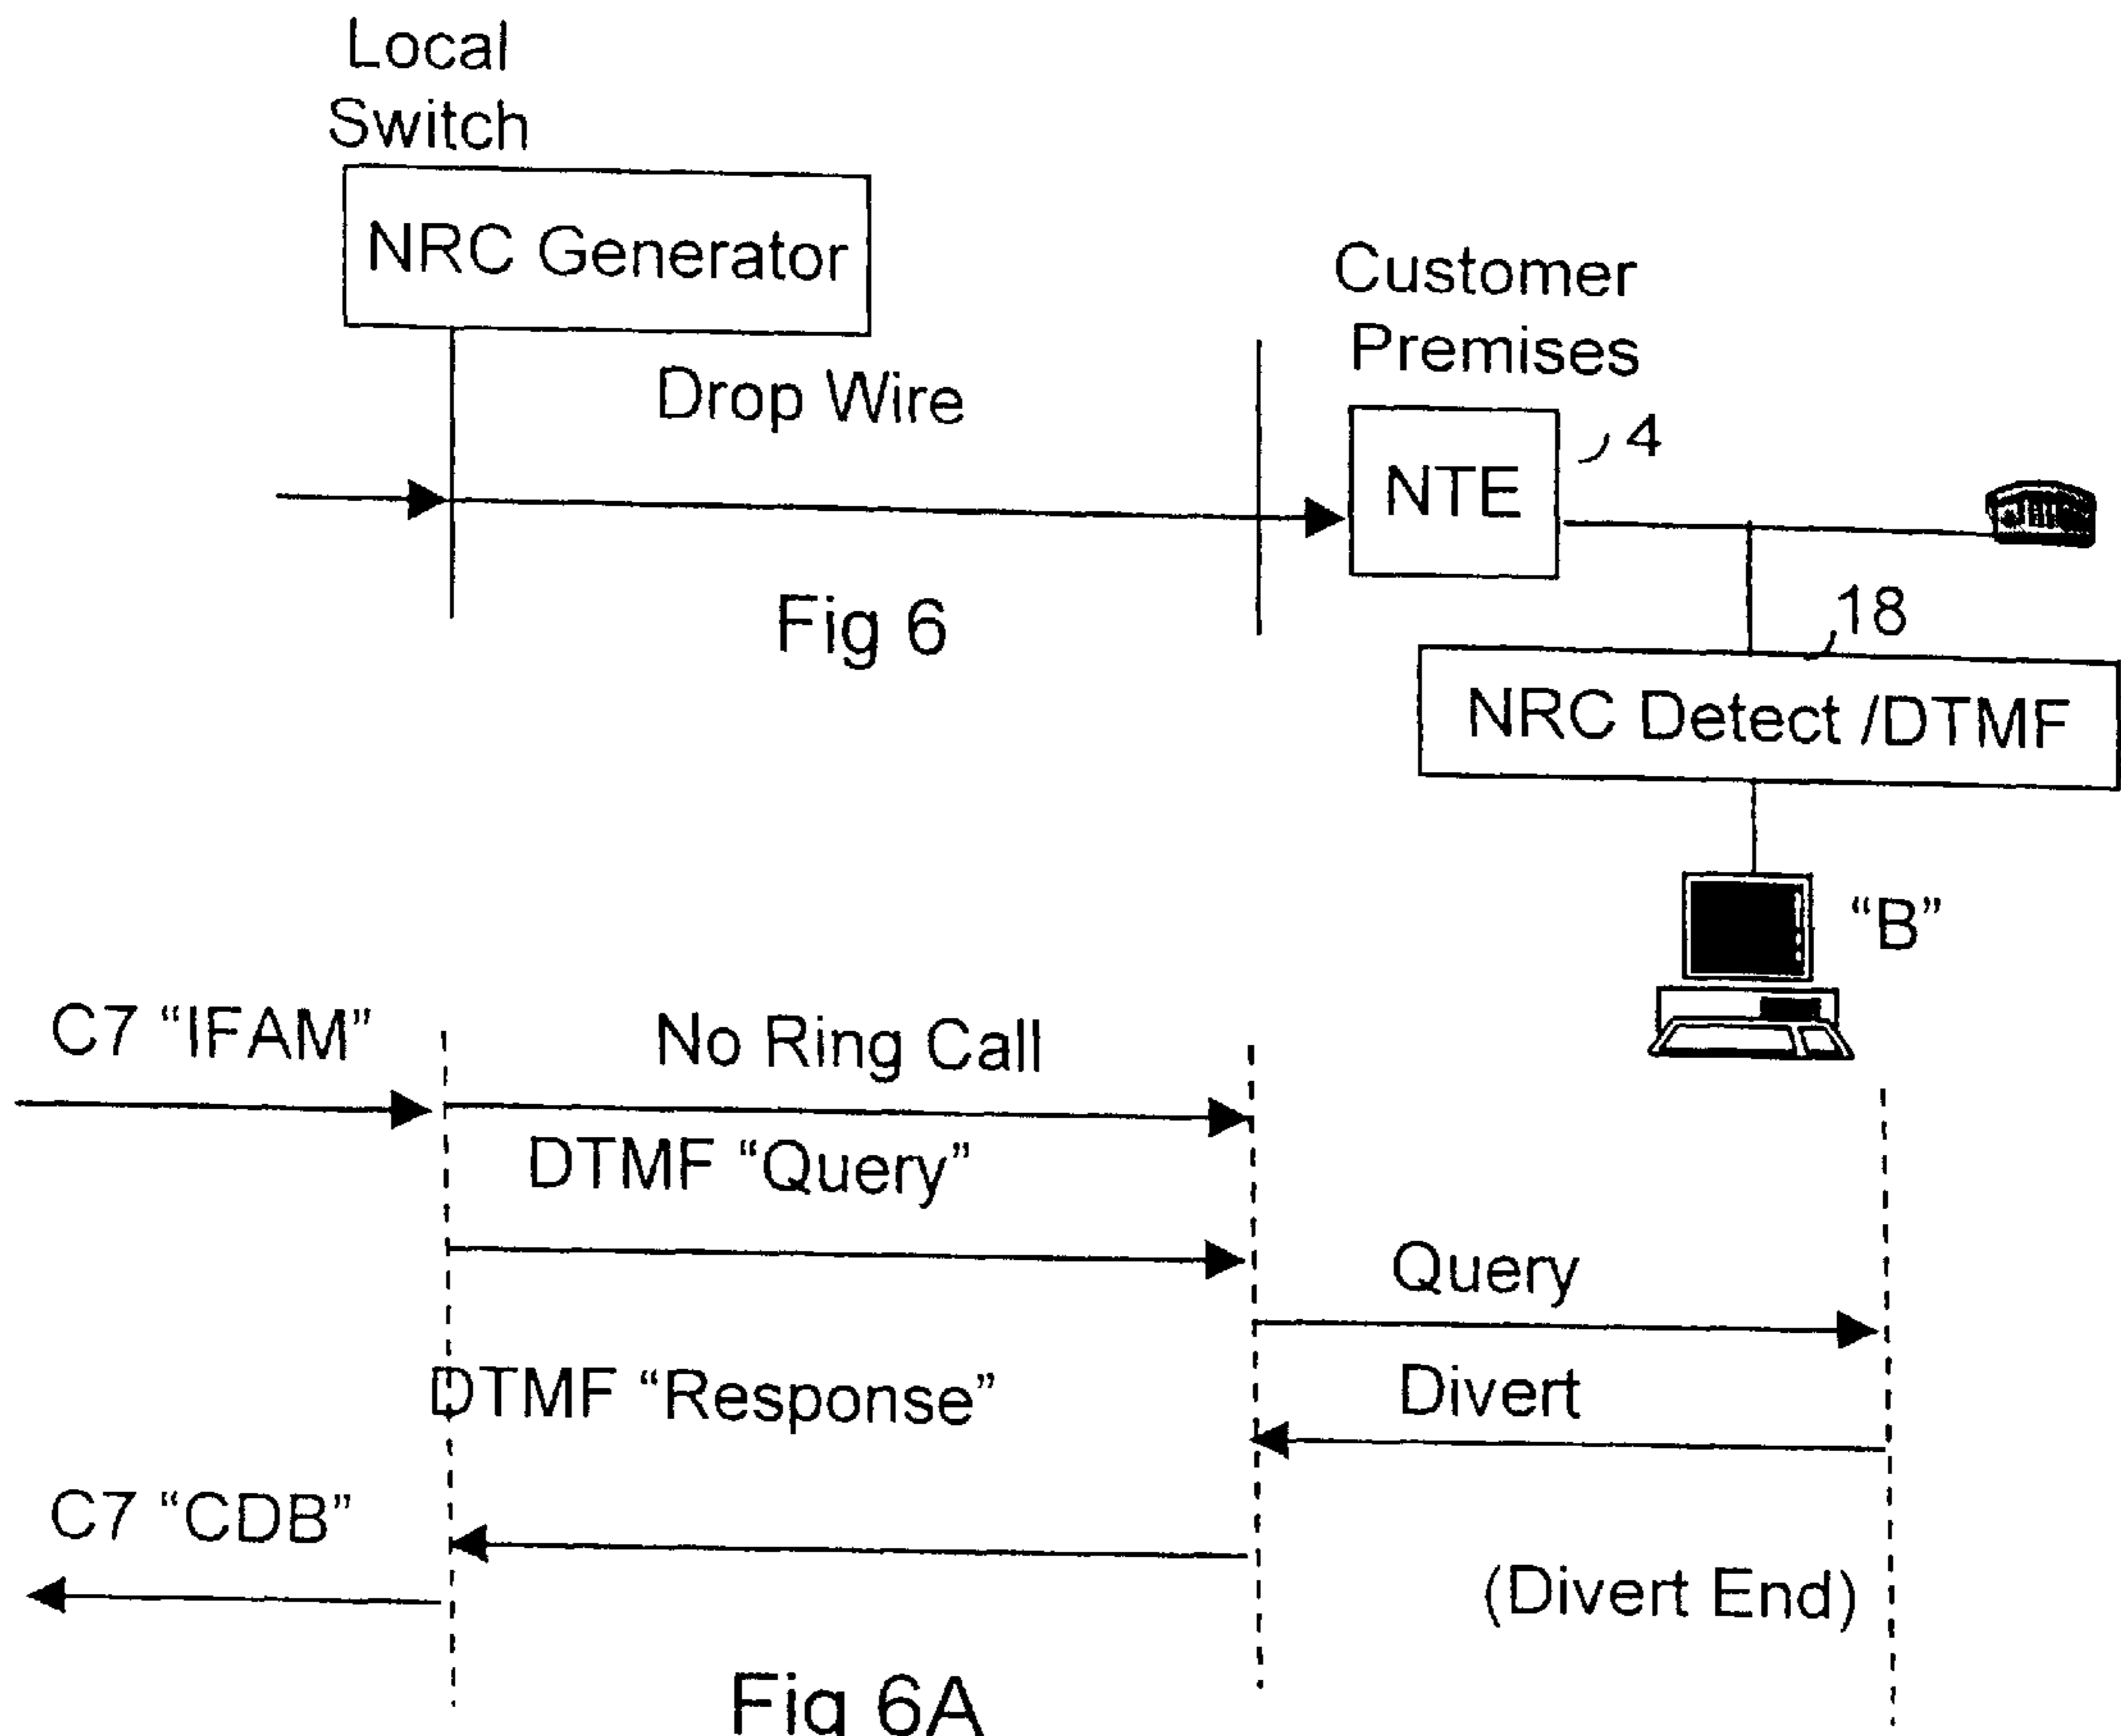 Local
Switch
NRC Generator
Customer
Premises
Drop Wire
4
NTE
Fig 6
18
NRC Detect /DTMF
“B”
C7 “IFAM”
No Ring Call
DTMF “Query”
Query
DTMF “Response”
Divert
C7 “CDB”
(Divert End)
Fig 6A